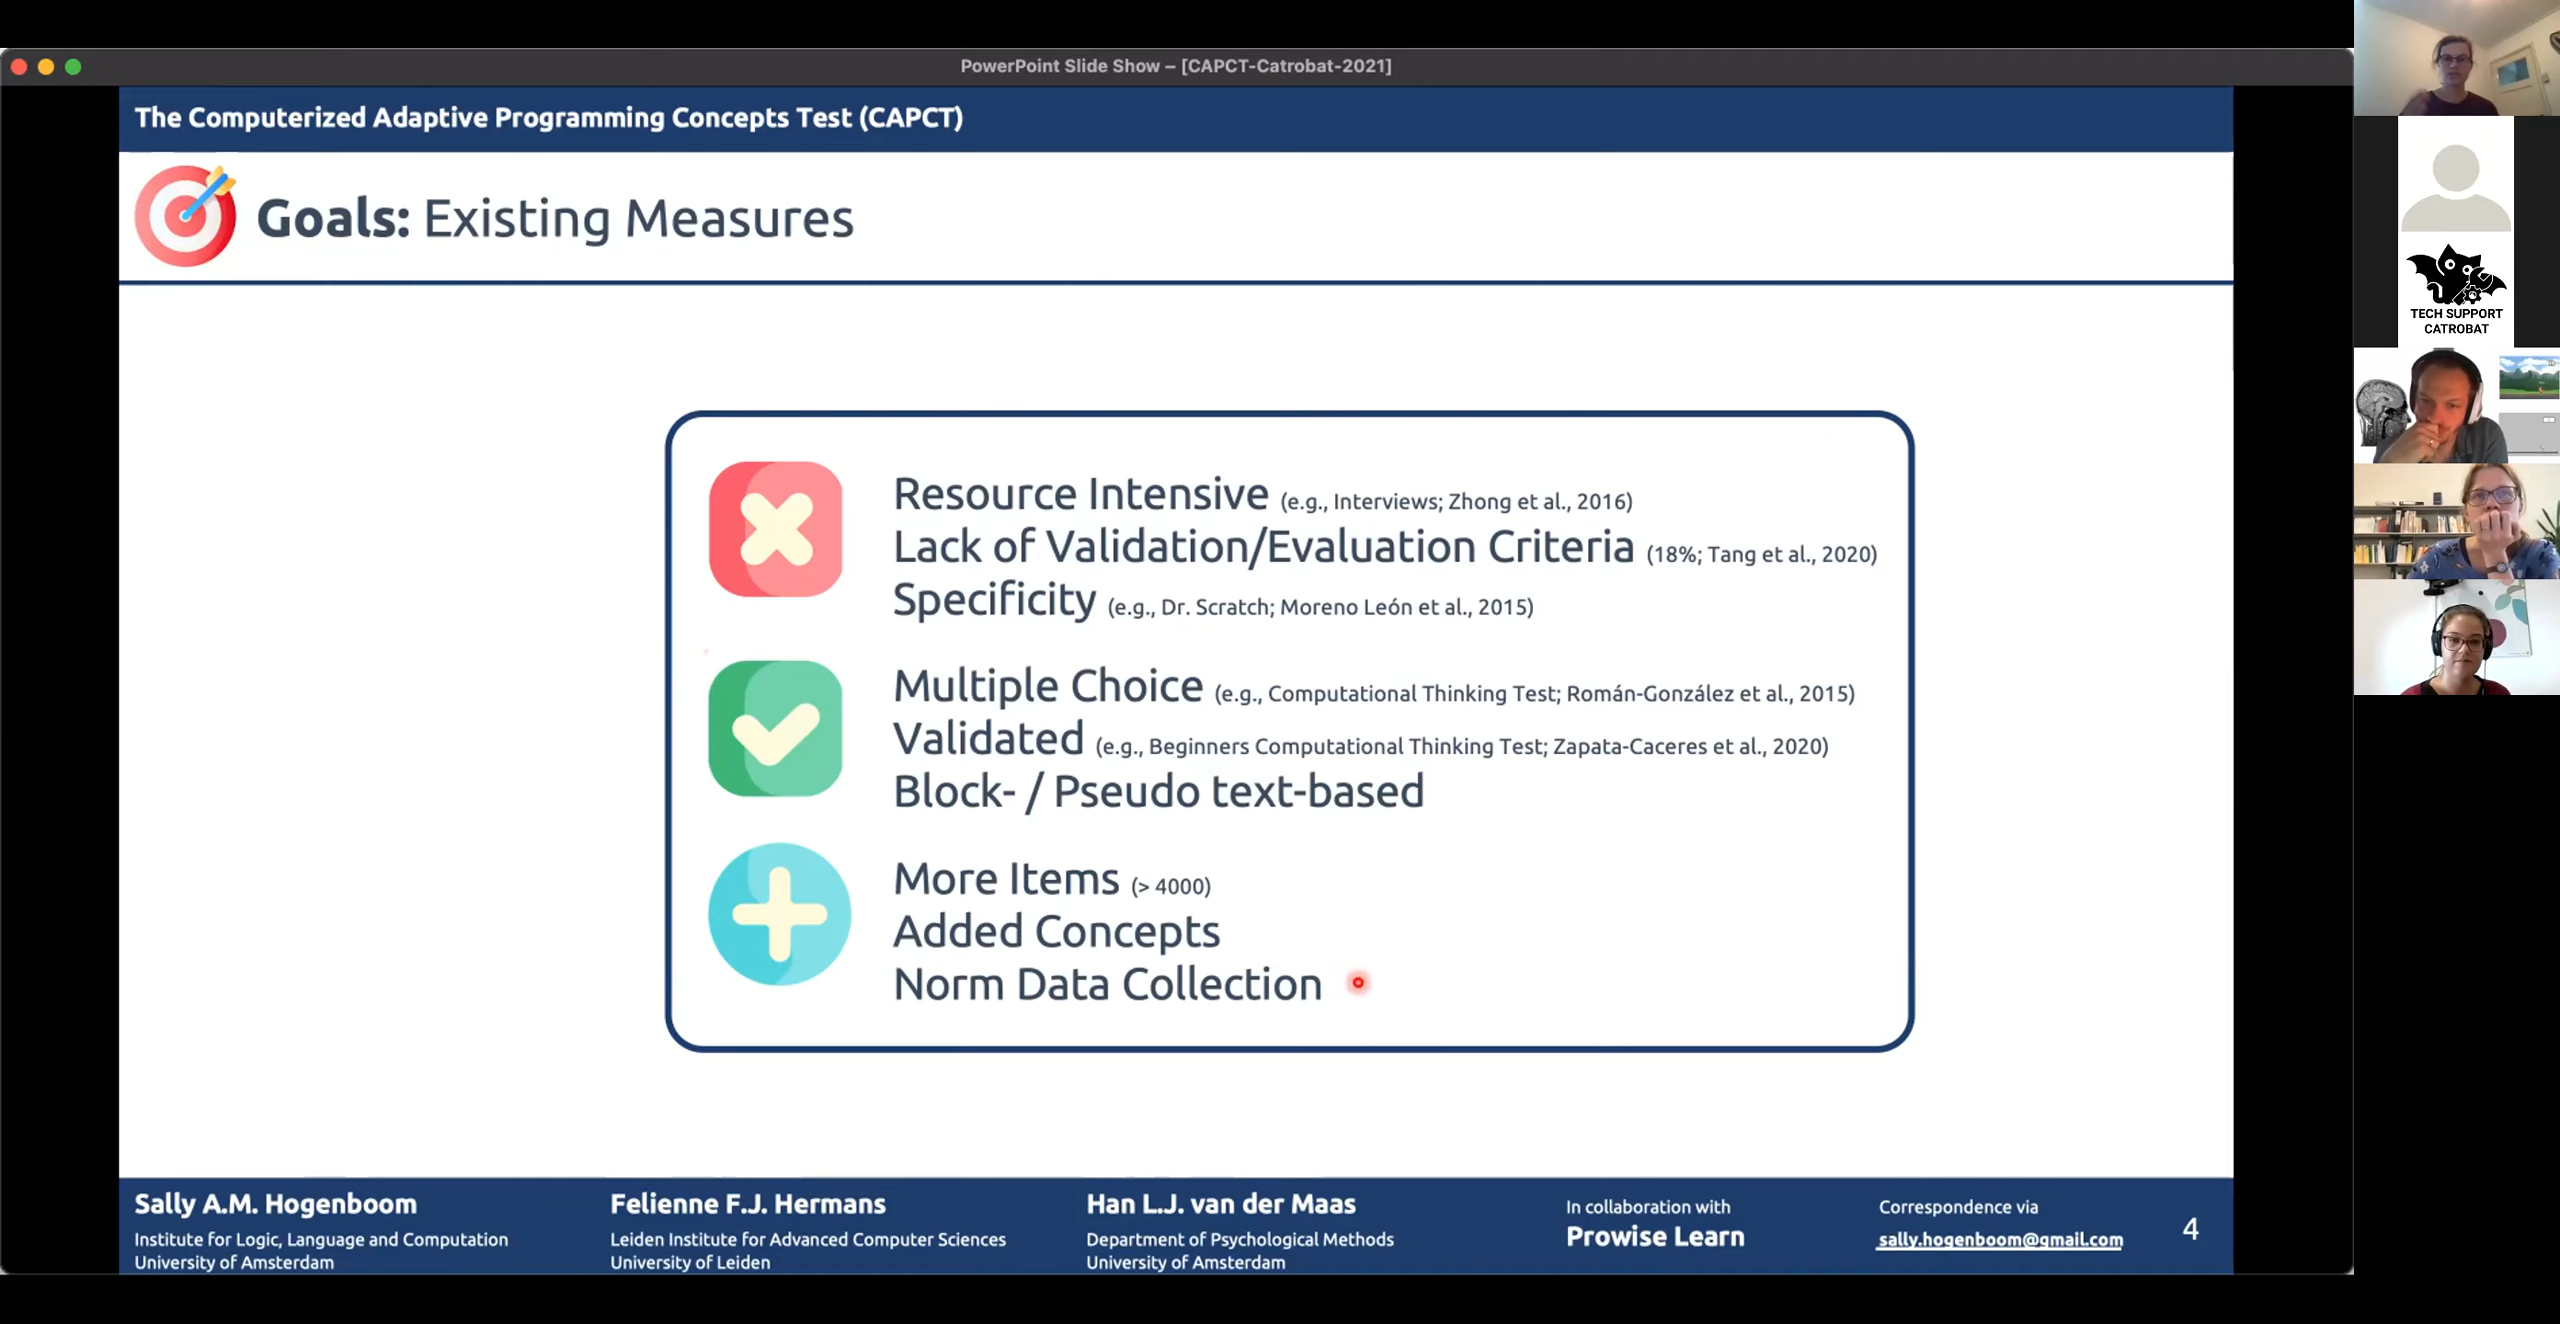 PowerPoint Slide Show – [CAPCT-Catrobat-2021]
The Computerized Adaptive Programming Concepts Test (CAPCT)
Goals: Existing Measures
Resource Intensive (e.g., Interviews; Zhong et al., 2016)
Lack of Validation/Evaluation Criteria (18%; Tang et al., 2020)
Specificity (e.g., Dr. Scratch; Moreno León et al., 2015)
Multiple Choice (e.g., Computational Thinking Test; Román-González et al., 2015)
Validated (e.g., Beginners Computational Thinking Test; Zapata-Caceres et al., 2020)
Block- / Pseudo text-based
More Items (> 4000)
Added Concepts
Norm Data Collection
Sally A.M. Hogenboom
Institute for Logic, Language and Computation
University of Amsterdam
Felienne F.J. Hermans
Leiden Institute for Advanced Computer Sciences
University of Leiden
Han L.J. van der Maas
Department of Psychological Methods
University of Amsterdam
In collaboration with
Prowise Learn
Correspondence via
sally.hogenboom@gmail.com
4
TECH SUPPORT
CATROBAT